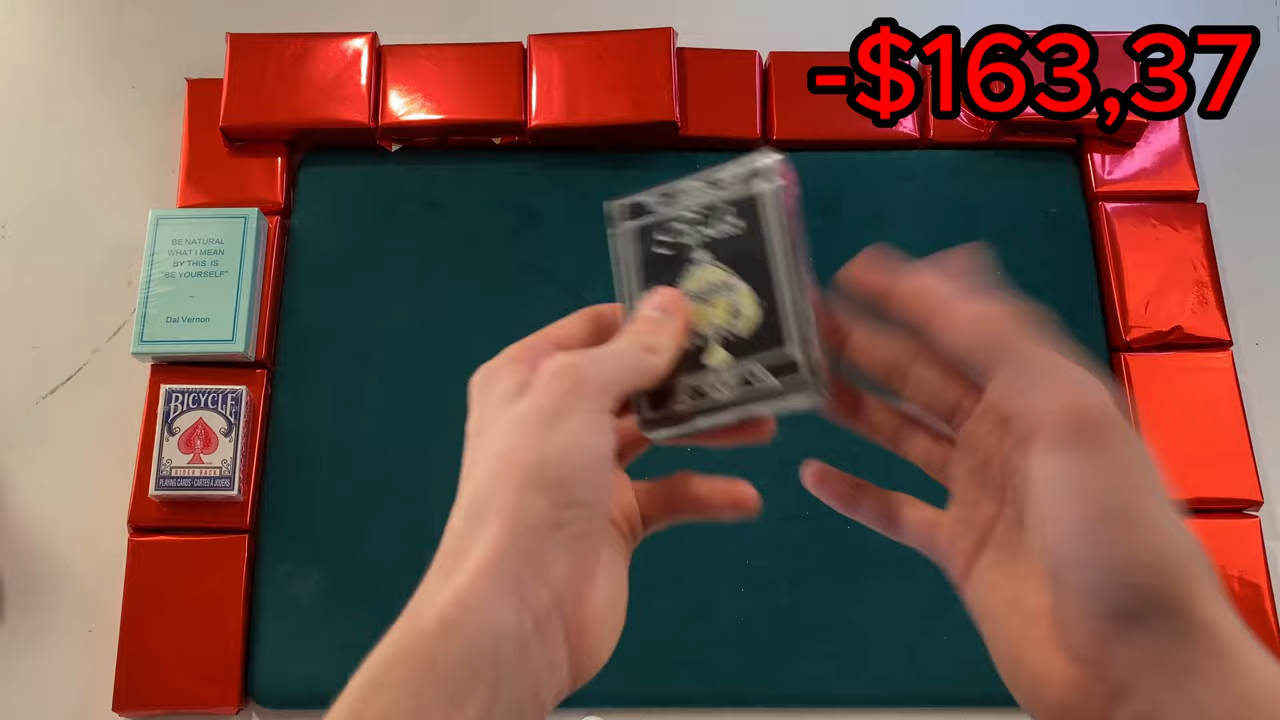 -$163,37
BE NATURAL
WHAT I MEAN
BY THIS IS
"BE YOURSELF"
~
Dai Vernon
BICYCLE
RIDER BACK
PLAYING CARDS • CARTES À JOUER